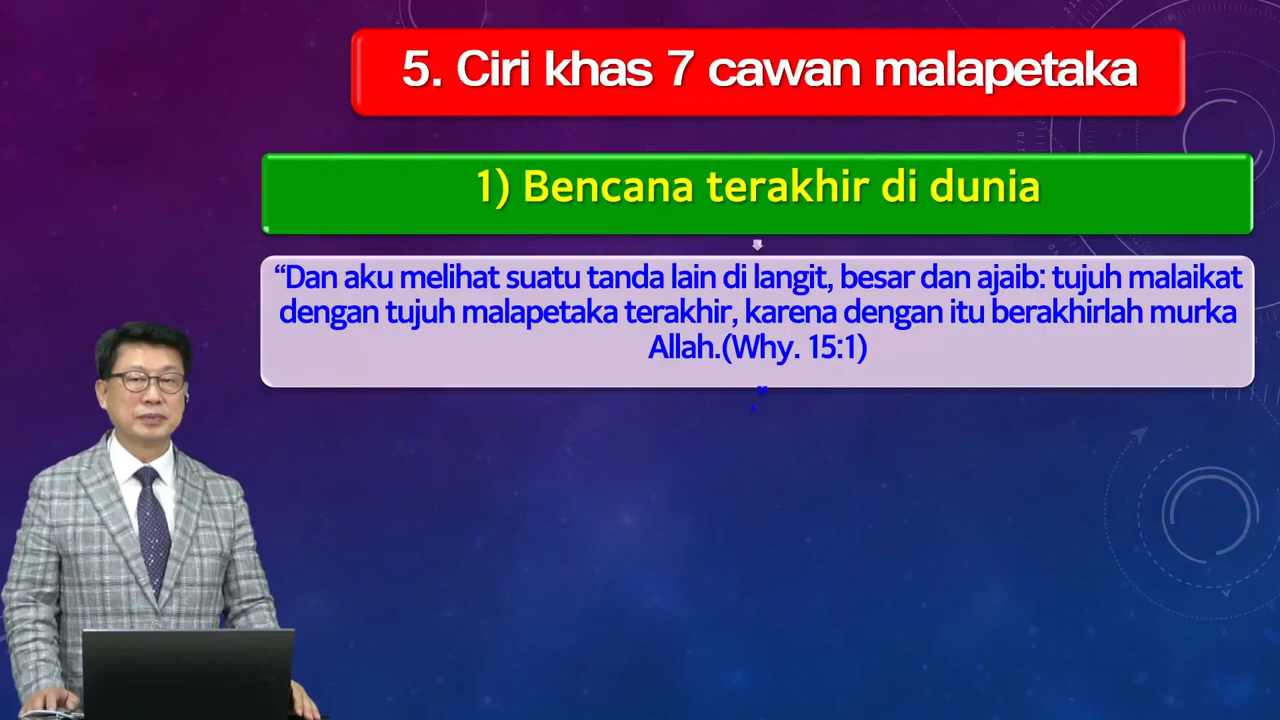 5. Ciri khas 7 cawan malapetaka
1) Bencana terakhir di dunia
“Dan aku melihat suatu tanda lain di langit, besar dan ajaib: tujuh malaikat
dengan tujuh malapetaka terakhir, karena dengan itu berakhirlah murka
Allah.(Why. 15:1)
”
.